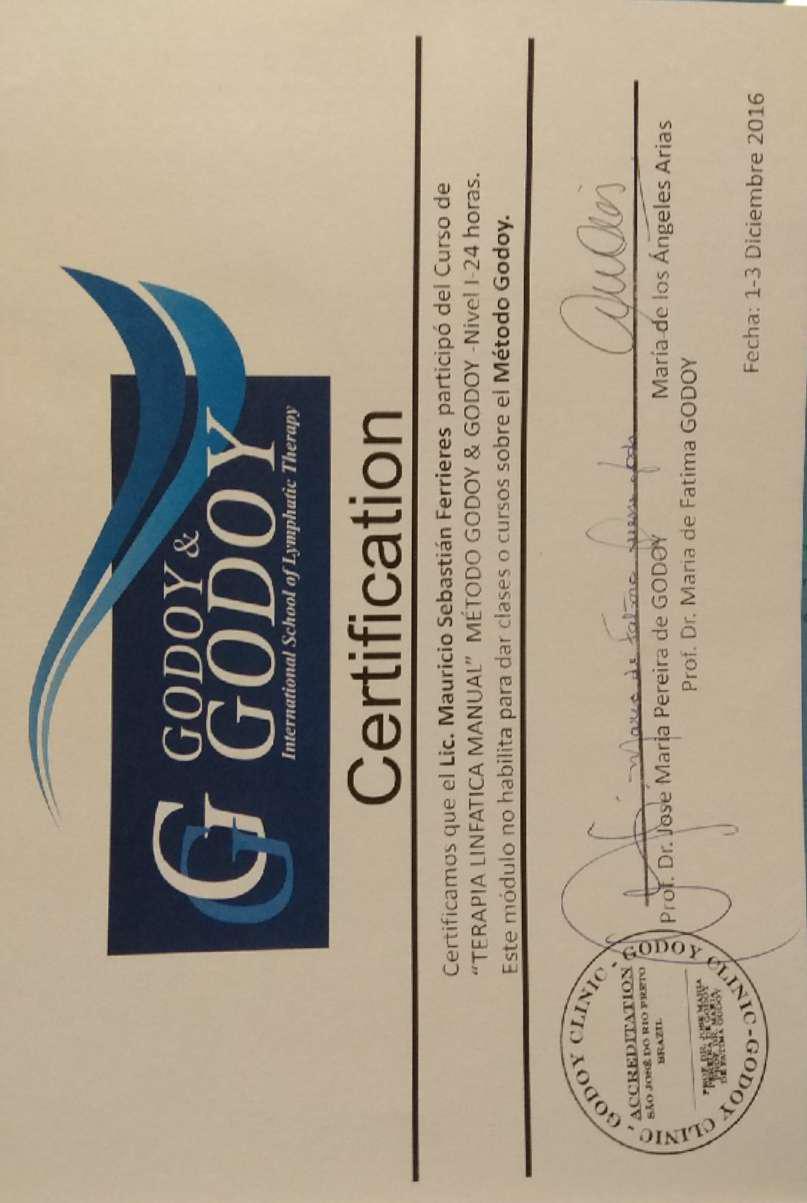 GG
GODOY &
GODOY
International School of Lymphatic Therapy
Certification
Certificamos que el Lic. Mauricio Sebastián Ferrieres participó del Curso de
“TERAPIA LINFATICA MANUAL” MÉTODO GODOY & GODOY -Nivel I-24 horas.
Este módulo no habilita para dar clases o cursos sobre el Método Godoy.
GODOY CLINIC - GODOY CLINIC-GODOY CLINIC -
ACCREDITATION
SÃO JOSÉ DO RIO PRETO
BRAZIL
PROF. DR. JOSE MARIA
PEREIRA DE GODOY
PROF. DR. MARIA
DE FATIMA GODOY
Maria de Fatima
Prof. Dr. Jose Maria Pereira de GODOY
María de los Ángeles Arias
Prof. Dr. Maria de Fatima GODOY
Fecha: 1-3 Diciembre 2016